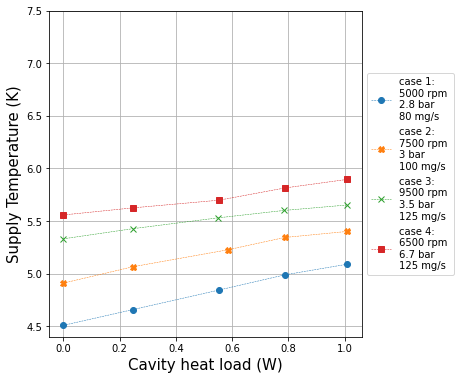 7.5
7.0
6.5
6.0
5.5
5.0
4.5
Supply Temperature (K)
0.0 0.2 0.4 0.6 0.8 1.0
Cavity heat load (W)
case 1:
5000 rpm
2.8 bar
80 mg/s
case 2:
7500 rpm
3 bar
100 mg/s
case 3:
9500 rpm
3.5 bar
125 mg/s
case 4:
6500 rpm
6.7 bar
125 mg/s